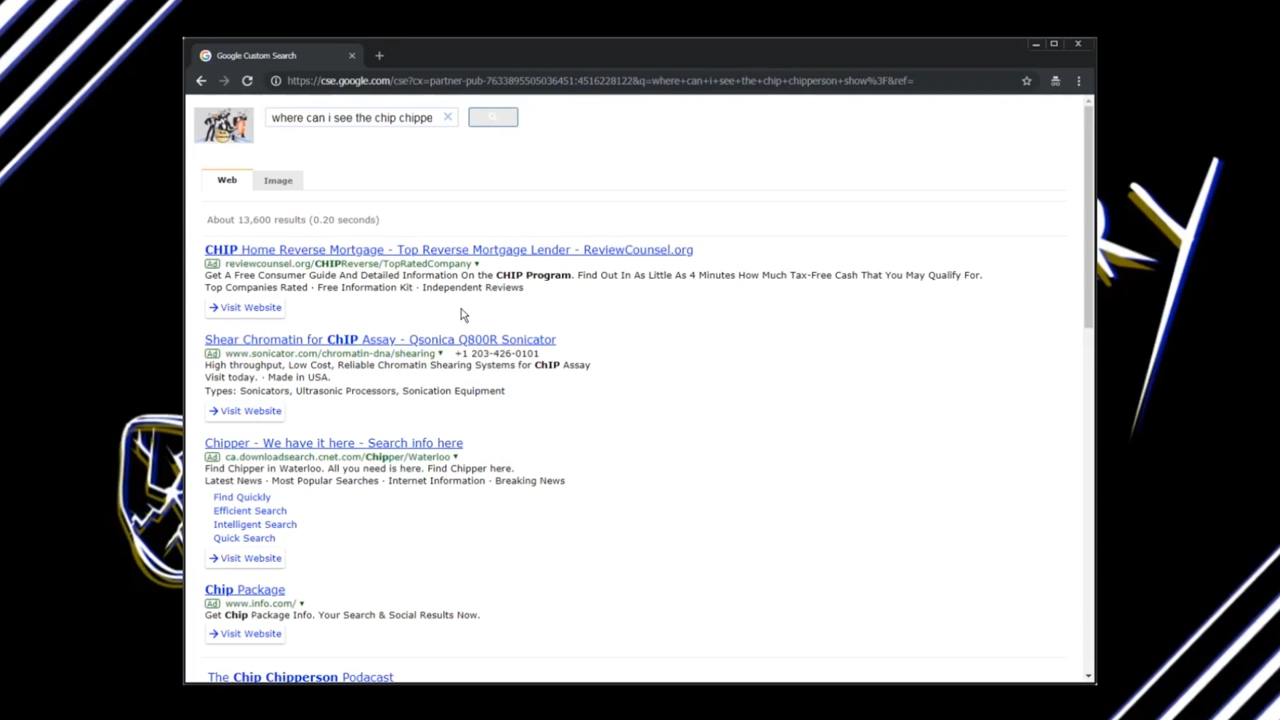 Google Custom Search
https://cse.google.com/cse?cx=partner-pub-7633895505036451:4516228122&q=where+can+i+see+the+chip+chipperson+show%3F&ref=
where can i see the chip chippe
Web
Image
About 13,600 results (0.20 seconds)
CHIP Home Reverse Mortgage - Top Reverse Mortgage Lender - ReviewCounsel.org
Ad reviewcounsel.org/CHIPReverse/TopRatedCompany
Get A Free Consumer Guide And Detailed Information On the CHIP Program. Find Out In As Little As 4 Minutes How Much Tax-Free Cash That You May Qualify For.
Top Companies Rated · Free Information Kit · Independent Reviews
Visit Website
Shear Chromatin for ChIP Assay - Qsonica Q800R Sonicator
Ad www.sonicator.com/chromatin-dna/shearing +1 203-426-0101
High throughput, Low Cost, Reliable Chromatin Shearing Systems for ChIP Assay
Visit today. · Made in USA.
Types: Sonicators, Ultrasonic Processors, Sonication Equipment
Visit Website
Chipper - We have it here - Search info here
Ad ca.downloadsearch.cnet.com/Chipper/Waterloo
Find Chipper in Waterloo. All you need is here. Find Chipper here.
Latest News · Most Popular Searches · Internet Information · Breaking News
Find Quickly
Efficient Search
Intelligent Search
Quick Search
Visit Website
Chip Package
Ad www.info.com/
Get Chip Package Info. Your Search & Social Results Now.
Visit Website
The Chip Chipperson Podacast
RY